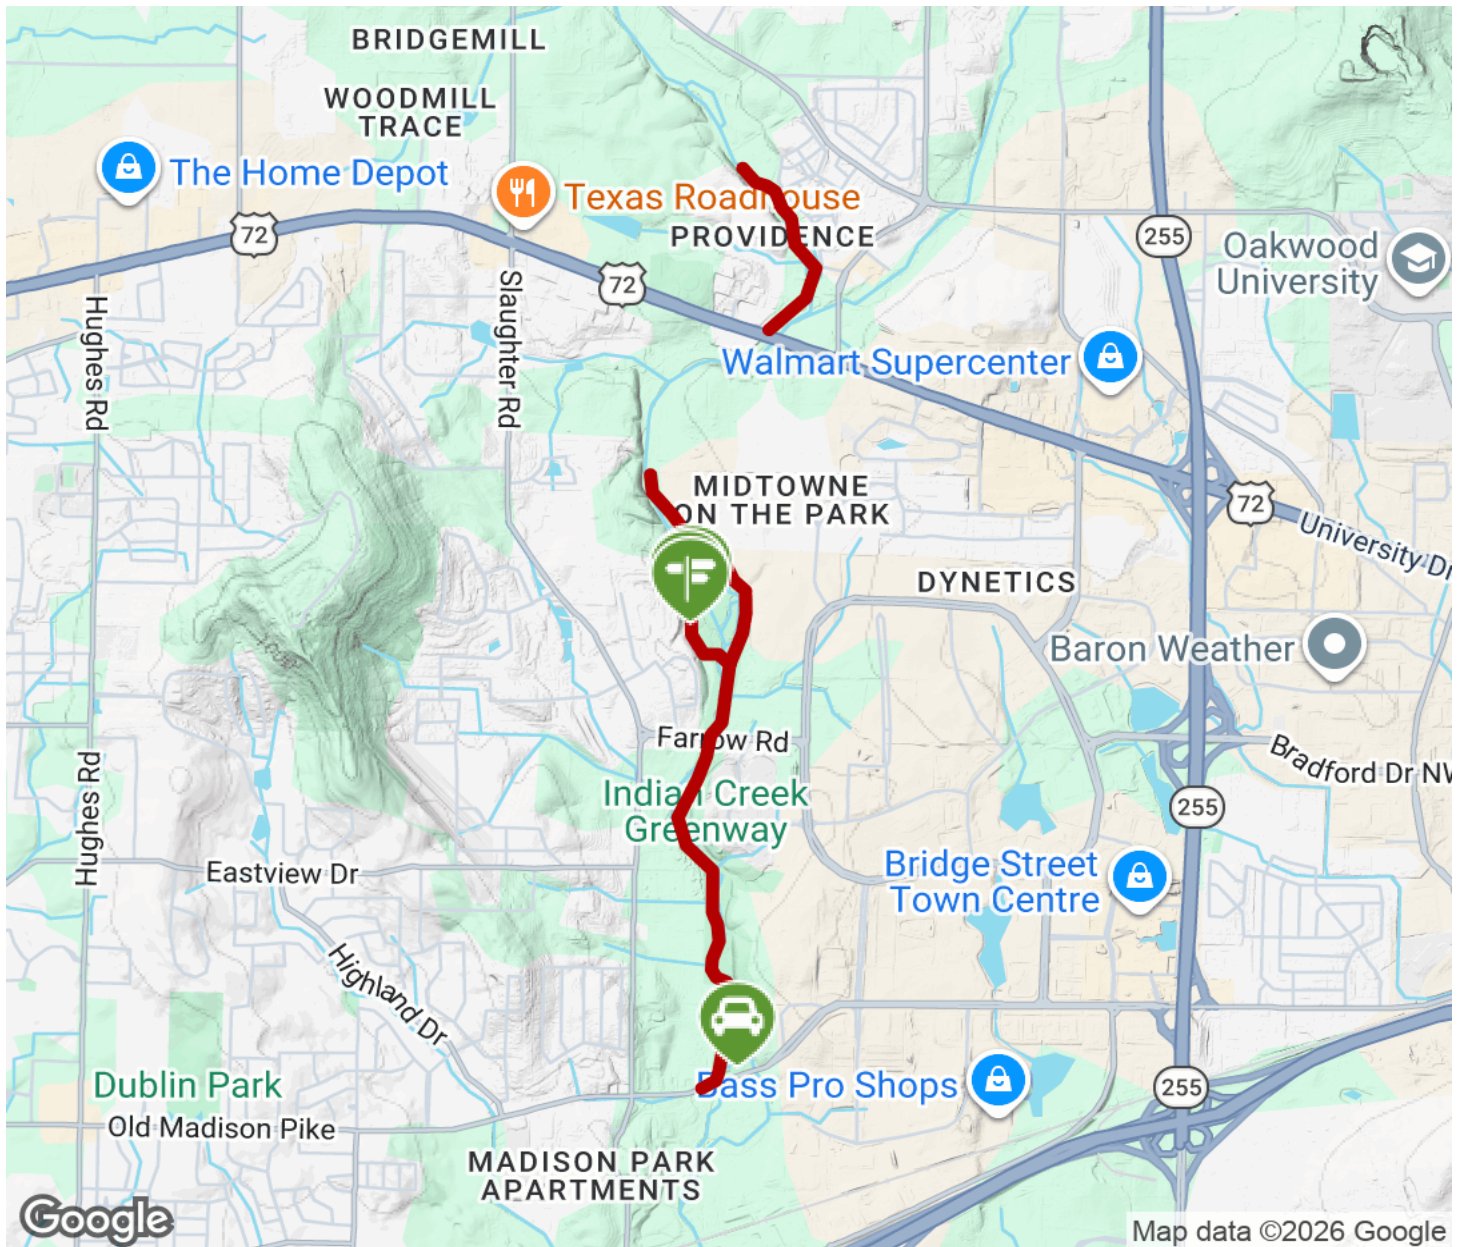 BRIDGEMILL
WOODMILL
TRACE
The Home Depot
Texas Roadhouse
PROVIDENCE
72
72
255
Oakwood
University
Hughes Rd
Slaughter Rd
Walmart Supercenter
MIDTOWNE
ON THE PARK
72
University Dr
DYNETICS
Baron Weather
Farrow Rd
Bradford Dr NW
Hughes Rd
Indian Creek
Greenway
255
Eastview Dr
Bridge Street
Town Centre
Highland Dr
Dublin Park
Bass Pro Shops
255
Old Madison Pike
MADISON PARK
APARTMENTS
Google
Map data ©2026 Google